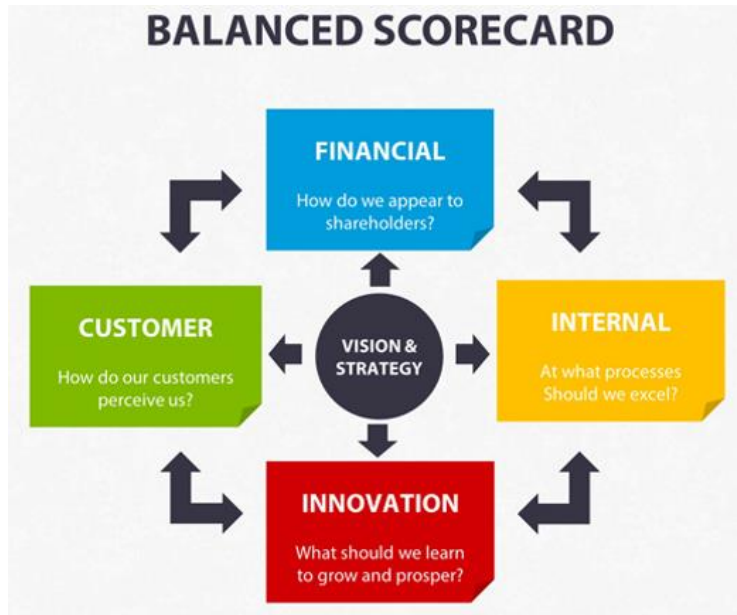 BALANCED SCORECARD
FINANCIAL
How do we appear to
shareholders?
CUSTOMER
How do our customers
perceive us?
VISION &
STRATEGY
INTERNAL
At what processes
Should we excel?
INNOVATION
What should we learn
to grow and prosper?